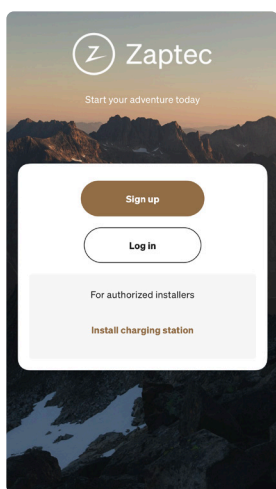 Zaptec
Start your adventure today
Sign up
Log in
For authorized installers
Install charging station